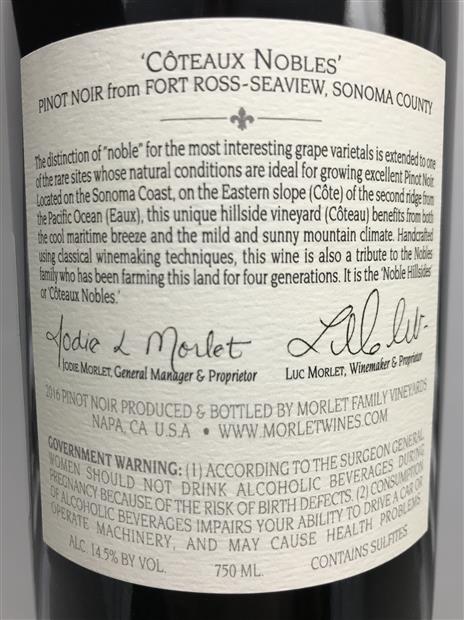 'CÔTEAUX NOBLES'
PINOT NOIR from FORT ROSS-SEAVIEW, SONOMA COUNTY
The distinction of "noble" for the most interesting grape varietals is extended to one
of the rare sites whose natural conditions are ideal for growing excellent Pinot Noir.
Located on the Sonoma Coast, on the Eastern slope (Côte) of the second ridge from
the Pacific Ocean (Eaux), this unique hillside vineyard (Côteau) benefits from both
the cool maritime breeze and the mild and sunny mountain climate. Handcrafted
using classical winemaking techniques, this wine is also a tribute to the Nobles'
family who has been farming this land for four generations. It is the 'Noble Hillsides'
or 'Côteaux Nobles.'
Jodie L Morlet
JODIE MORLET, General Manager & Proprietor
LUC MORLET, Winemaker & Proprietor
2016 PINOT NOIR PRODUCED & BOTTLED BY MORLET FAMILY VINEYARDS
NAPA, CA U.S.A • WWW.MORLETWINES.COM
GOVERNMENT WARNING: (1) ACCORDING TO THE SURGEON GENERAL,
WOMEN SHOULD NOT DRINK ALCOHOLIC BEVERAGES DURING
PREGNANCY BECAUSE OF THE RISK OF BIRTH DEFECTS. (2) CONSUMPTION
OF ALCOHOLIC BEVERAGES IMPAIRS YOUR ABILITY TO DRIVE A CAR OR
OPERATE MACHINERY, AND MAY CAUSE HEALTH PROBLEMS.
ALC. 14.5% BY VOL. 750 ML. CONTAINS SULFITES